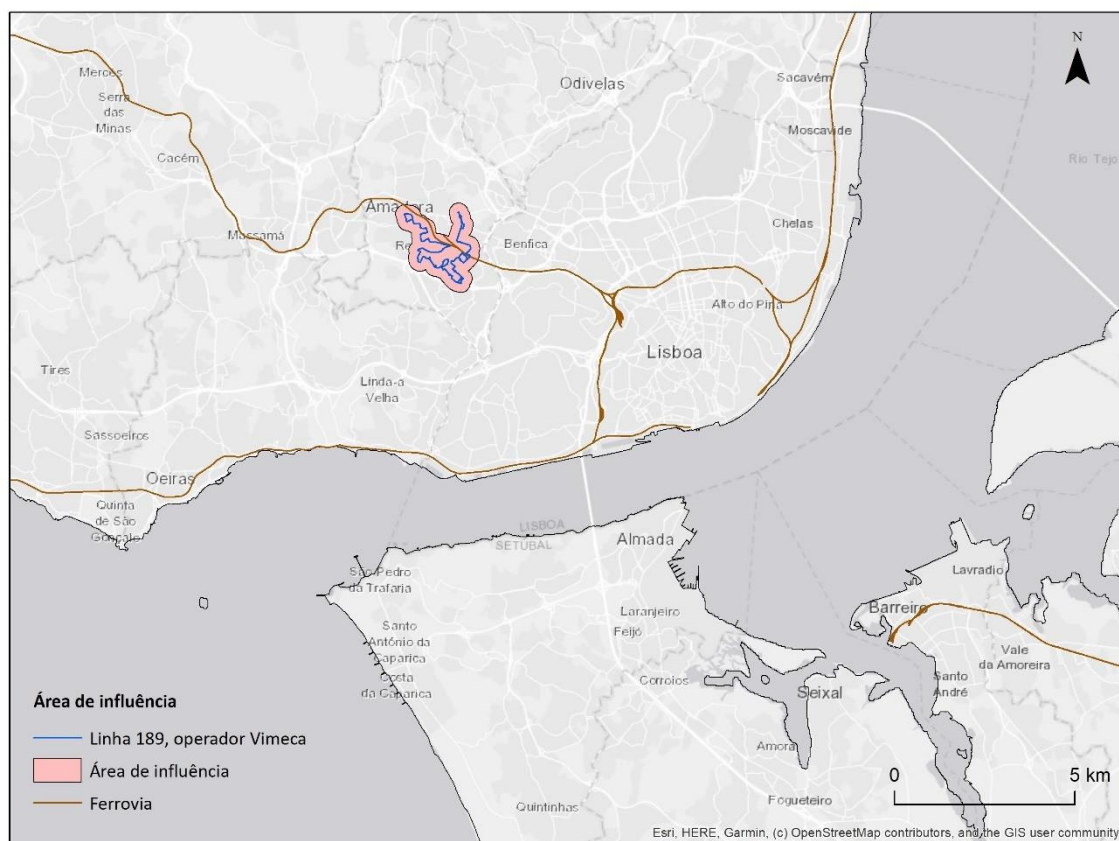 N
Merces
Serra
das
Minas
Cacém
Massamá
Amadora
Re
Benfica
Odivelas
Sacavém
Moscavide
Rio Tejo
Chelas
Alto do Pina
Lisboa
Tires
Linda-a
Velha
Sassoeiros
Oeiras
Quinta
de São
Gonçalo
LISBOA
SETÚBAL
Almada
São Pedro
da Trafaria
Santo
António da
Caparica
Costa
da Caparica
Laranjeiro
Feijó
Corroios
Seixal
Amora
Quintinhas
Fogueteiro
Lavradio
Barreiro
Vale
da Amoreira
Santo
André
Área de influência
Linha 189, operador Vimeca
Área de influência
Ferrovia
0 5 km
Esri, HERE, Garmin, (c) OpenStreetMap contributors, and the GIS user community